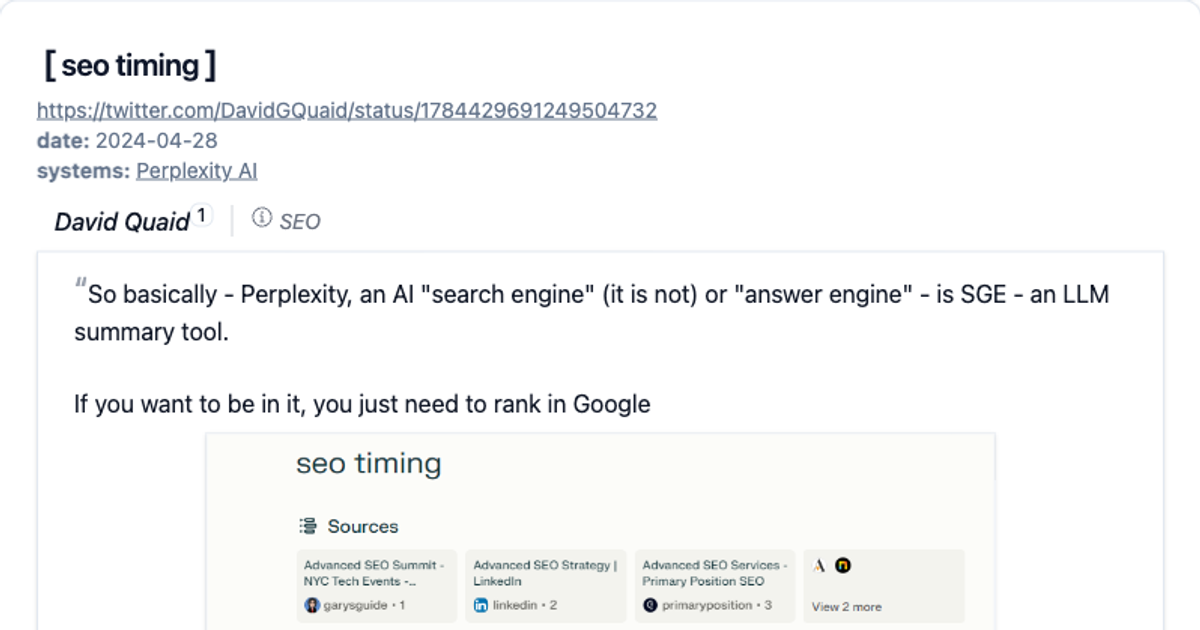 [ seo timing ]
https://twitter.com/DavidGQuaid/status/1784429691249504732
date: 2024-04-28
systems: Perplexity AI
David Quaid 1 SEO
“So basically - Perplexity, an AI "search engine" (it is not) or "answer engine" - is SGE - an LLM
summary tool.
If you want to be in it, you just need to rank in Google
seo timing
Sources
Advanced SEO Summit -
NYC Tech Events -...
garysguide · 1
Advanced SEO Strategy |
LinkedIn
linkedin · 2
Advanced SEO Services -
Primary Position SEO
primaryposition · 3
View 2 more